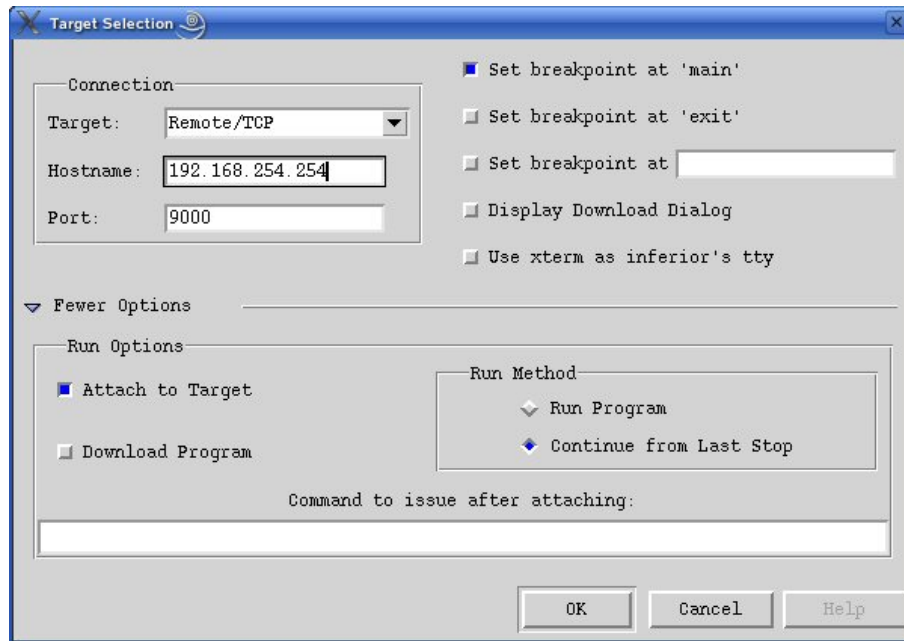 Target Selection
Connection
Target: Remote/TCP
Hostname: 192.168.254.254
Port: 9000
Set breakpoint at 'main'
Set breakpoint at 'exit'
Set breakpoint at
Display Download Dialog
Use xterm as inferior's tty
Fewer Options
Run Options
Attach to Target
Download Program
Run Method
Run Program
Continue from Last Stop
Command to issue after attaching:
OK Cancel Help